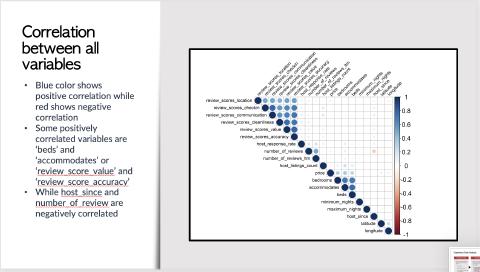 Correlation
between all
variables
• Blue color shows
positive correlation while
red shows negative
correlation
• Some positively
correlated variables are
'beds' and
'accommodates' or
'review_score_value' and
'review_score_accuracy'
• While host_since and
number_of_review are
negatively correlated
review_scores_location
review_scores_checkin
review_scores_communication
review_scores_cleanliness
review_scores_value
review_scores_accuracy
host_response_rate
number_of_reviews
number_of_reviews_ltm
host_listings_count
price
bedrooms
accommodates
beds
minimum_nights
maximum_nights
host_since
latitude
longitude
1
0.8
0.6
0.4
0.2
0
-0.2
-0.4
-0.6
-0.8
-1